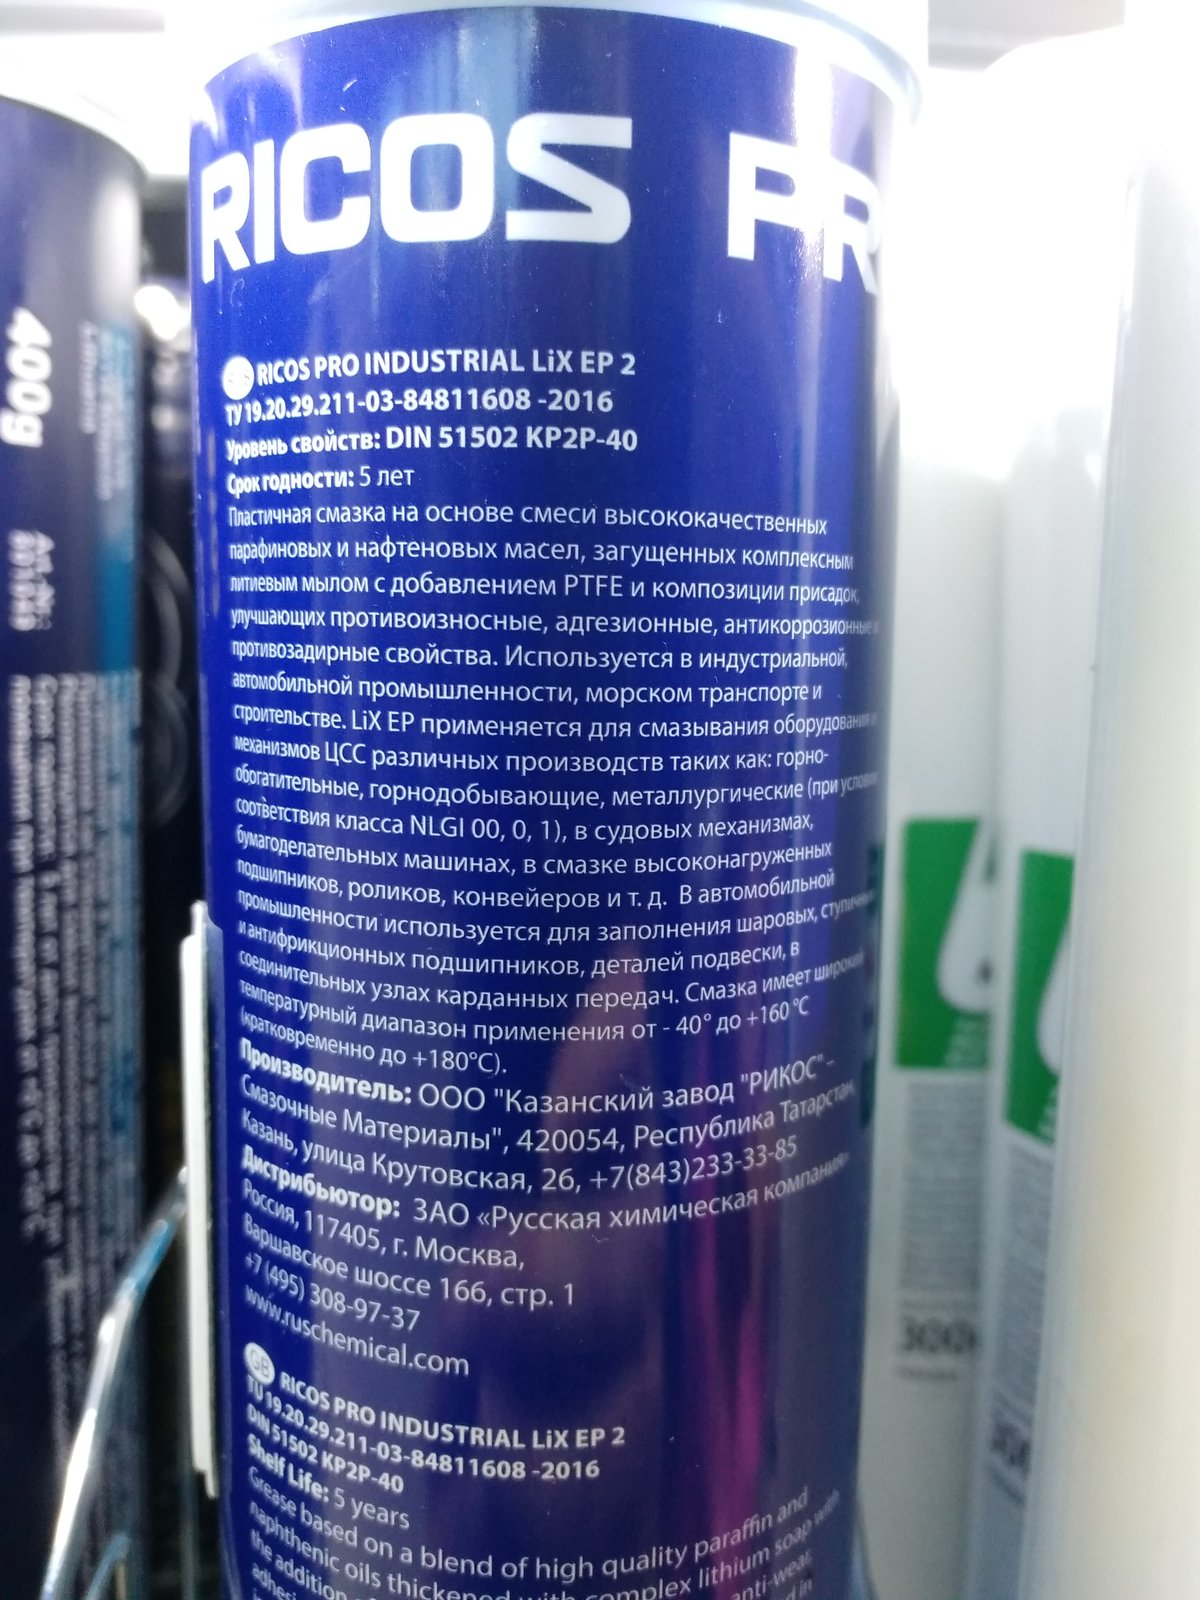 RICOS PR
RICOS PRO INDUSTRIAL LiX EP 2
ТУ 19.20.29.211-03-84811608 -2016
Уровень свойств: DIN 51502 KP2P-40
Срок годности: 5 лет
Пластичная смазка на основе смеси высококачественных
парафиновых и нафтеновых масел, загущенных комплексным
литиевым мылом с добавлением PTFE и композиции присадок,
улучшающих противоизносные, адгезионные, антикоррозионные и
противозадирные свойства. Используется в индустриальной,
автомобильной промышленности, морском транспорте и
строительстве. LiX EP применяется для смазывания оборудования и
механизмов ЦСС различных производств таких как: горно-
обогатительные, горнодобывающие, металлургические (при условии
соответствия класса NLGI 00, 0, 1), в судовых механизмах,
бумагоделательных машинах, в смазке высоконагруженных
подшипников, роликов, конвейеров и т. д. В автомобильной
промышленности используется для заполнения шаровых, ступичных
и антифрикционных подшипников, деталей подвески, в
соединительных узлах карданных передач. Смазка имеет широкий
температурный диапазон применения от - 40° до +160 °С
(кратковременно до +180°С).
Производитель: ООО "Казанский завод "РИКОС" -
Смазочные Материалы", 420054, Республика Татарстан,
Казань, улица Крутовская, 26, +7(843)233-33-85
Дистрибьютор: ЗАО «Русская химическая компания»
Россия, 117405, г. Москва,
Варшавское шоссе 166, стр. 1
+7 (495) 308-97-37
www.ruschemical.com
GB RICOS PRO INDUSTRIAL LiX EP 2
TU 19.20.29.211-03-84811608 -2016
DIN 51502 KP2P-40
Shelf Life: 5 years
Grease based on a blend of high quality paraffin and
naphthenic oils thickened with complex lithium soap with
the addition anti-wear,
400g